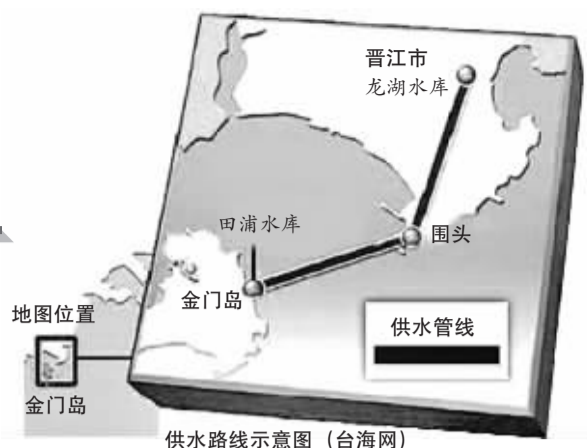 晋江市
龙湖水库
田浦水库
围头
金门岛
供水管线
地图位置
金门岛
供水路线示意图（台海网）